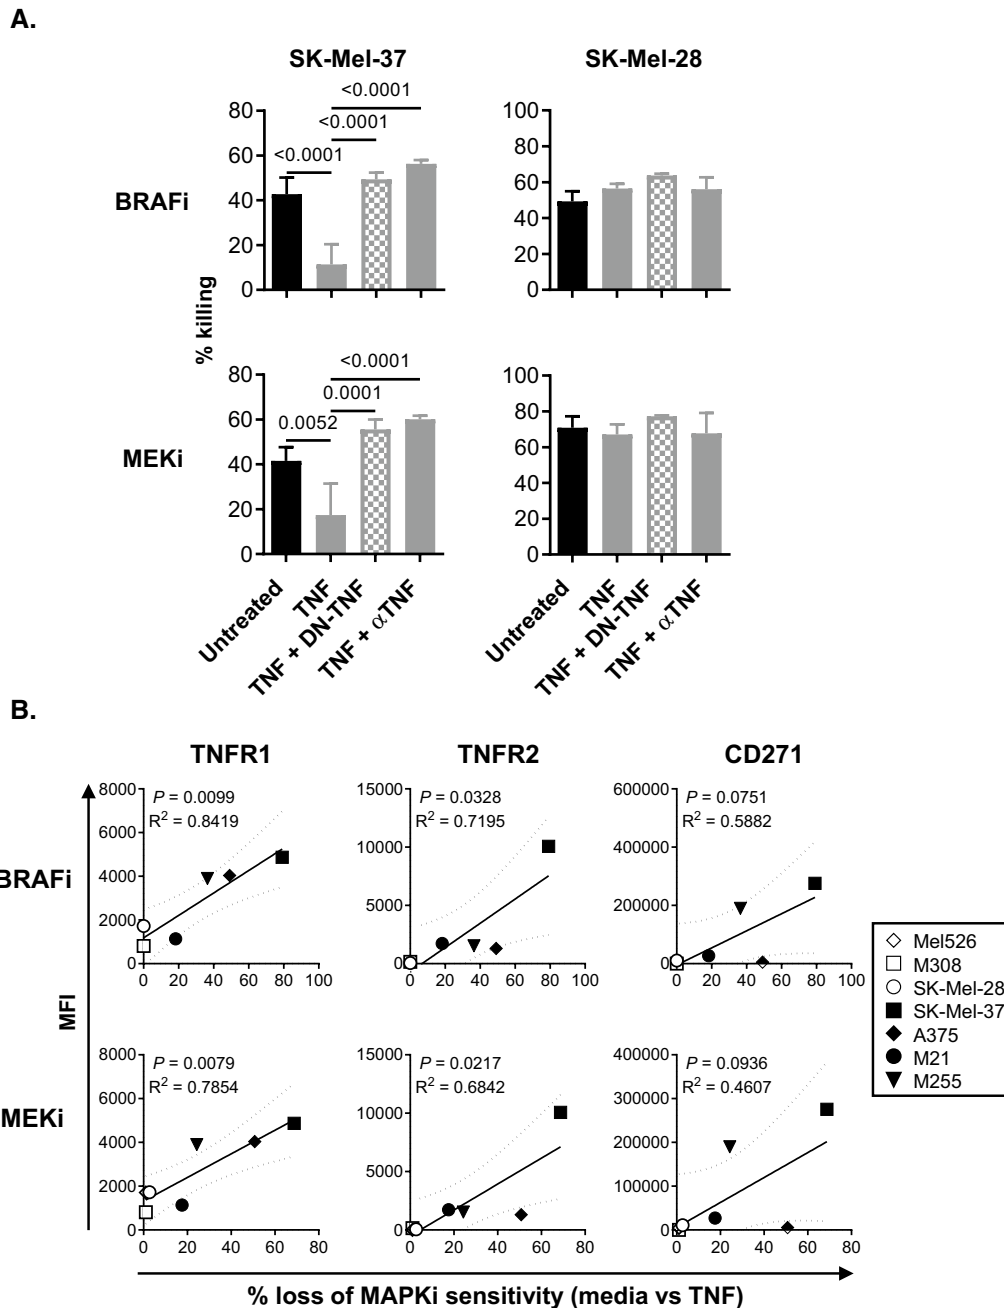 A.
SK-Mel-37
SK-Mel-28
BRAFi
% killing
80
60
40
20
0
<0.0001
<0.0001
<0.0001
100
80
60
40
20
0
MEKi
80
60
40
20
0
<0.0001
0.0001
0.0052
100
80
60
40
20
0
Untreated
TNF
TNF + DN-TNF
TNF + αTNF
Untreated
TNF
TNF + DN-TNF
TNF + αTNF
B.
TNFR1
TNFR2
CD271
BRAFi
MFI
8000
6000
4000
2000
0
P = 0.0099
R² = 0.8419
0 20 40 60 80 100
15000
10000
5000
0
P = 0.0328
R² = 0.7195
0 20 40 60 80 100
600000
400000
200000
0
P = 0.0751
R² = 0.5882
0 20 40 60 80 100
MEKi
8000
6000
4000
2000
0
P = 0.0079
R² = 0.7854
0 20 40 60 80
15000
10000
5000
0
P = 0.0217
R² = 0.6842
0 20 40 60 80
400000
300000
200000
100000
0
P = 0.0936
R² = 0.4607
0 20 40 60 80
Mel526
M308
SK-Mel-28
SK-Mel-37
A375
M21
M255
% loss of MAPKi sensitivity (media vs TNF)